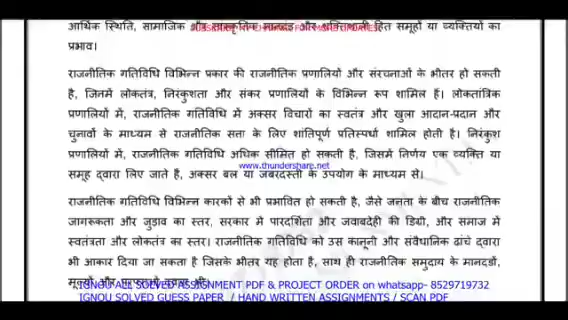 आर्थिक स्थिति, सामाजिक और सांस्कृतिक मानदंड, और शक्तिशाली हित समूहों या व्यक्तियों का
प्रभाव।
राजनीतिक गतिविधि विभिन्न प्रकार की राजनीतिक प्रणालियों और संरचनाओं के भीतर हो सकती
है, जिनमें लोकतंत्र, निरंकुशता और संकर प्रणालियों के विभिन्न रूप शामिल हैं। लोकतांत्रिक
प्रणालियों में, राजनीतिक गतिविधि में अक्सर विचारों का स्वतंत्र और खुला आदान-प्रदान और
चुनावों के माध्यम से राजनीतिक सत्ता के लिए शांतिपूर्ण प्रतिस्पर्धा शामिल होती है। निरंकुश
प्रणालियों में, राजनीतिक गतिविधि अधिक सीमित हो सकती है, जिसमें निर्णय एक व्यक्ति या
www.thundershare.net
समूह द्वारा लिए जाते हैं, अक्सर बल या जबरदस्ती के उपयोग के माध्यम से।
राजनीतिक गतिविधि विभिन्न कारकों से भी प्रभावित हो सकती है, जैसे जनता के बीच राजनीतिक
जागरूकता और जुड़ाव का स्तर, सरकार में पारदर्शिता और जवाबदेही की डिग्री, और समाज में
स्वतंत्रता और लोकतंत्र का स्तर। राजनीतिक गतिविधि को उस कानूनी और संवैधानिक ढांचे द्वारा
भी आकार दिया जा सकता है जिसके भीतर यह होता है, साथ ही राजनीतिक समुदाय के मानदंडों,
IGNOU ALL SOLVED ASSIGNMENT PDF & PROJECT ORDER on whatsapp- 8529719732
IGNOU SOLVED GUESS PAPER / HAND WRITTEN ASSIGNMENTS / SCAN PDF